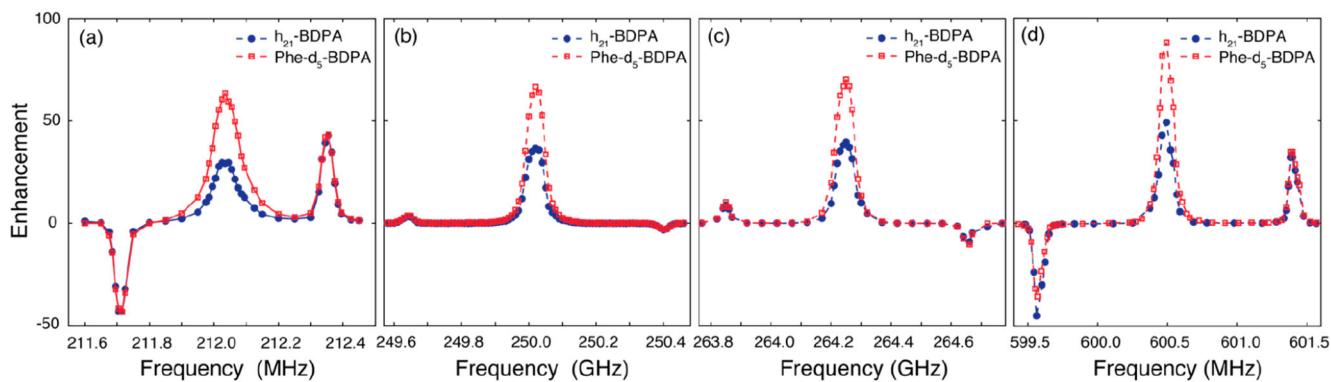 100
50
0
-50
Enhancement
(a)
h21-BDPA
Phe-d5-BDPA
211.6 211.8 212.0 212.2 212.4
Frequency (MHz)
(b)
h21-BDPA
Phe-d5-BDPA
249.6 249.8 250.0 250.2 250.4
Frequency (GHz)
(c)
h21-BDPA
Phe-d5-BDPA
263.8 264.0 264.2 264.4 264.6
Frequency (GHz)
(d)
h21-BDPA
Phe-d5-BDPA
599.5 600.0 600.5 601.0 601.5
Frequency (MHz)